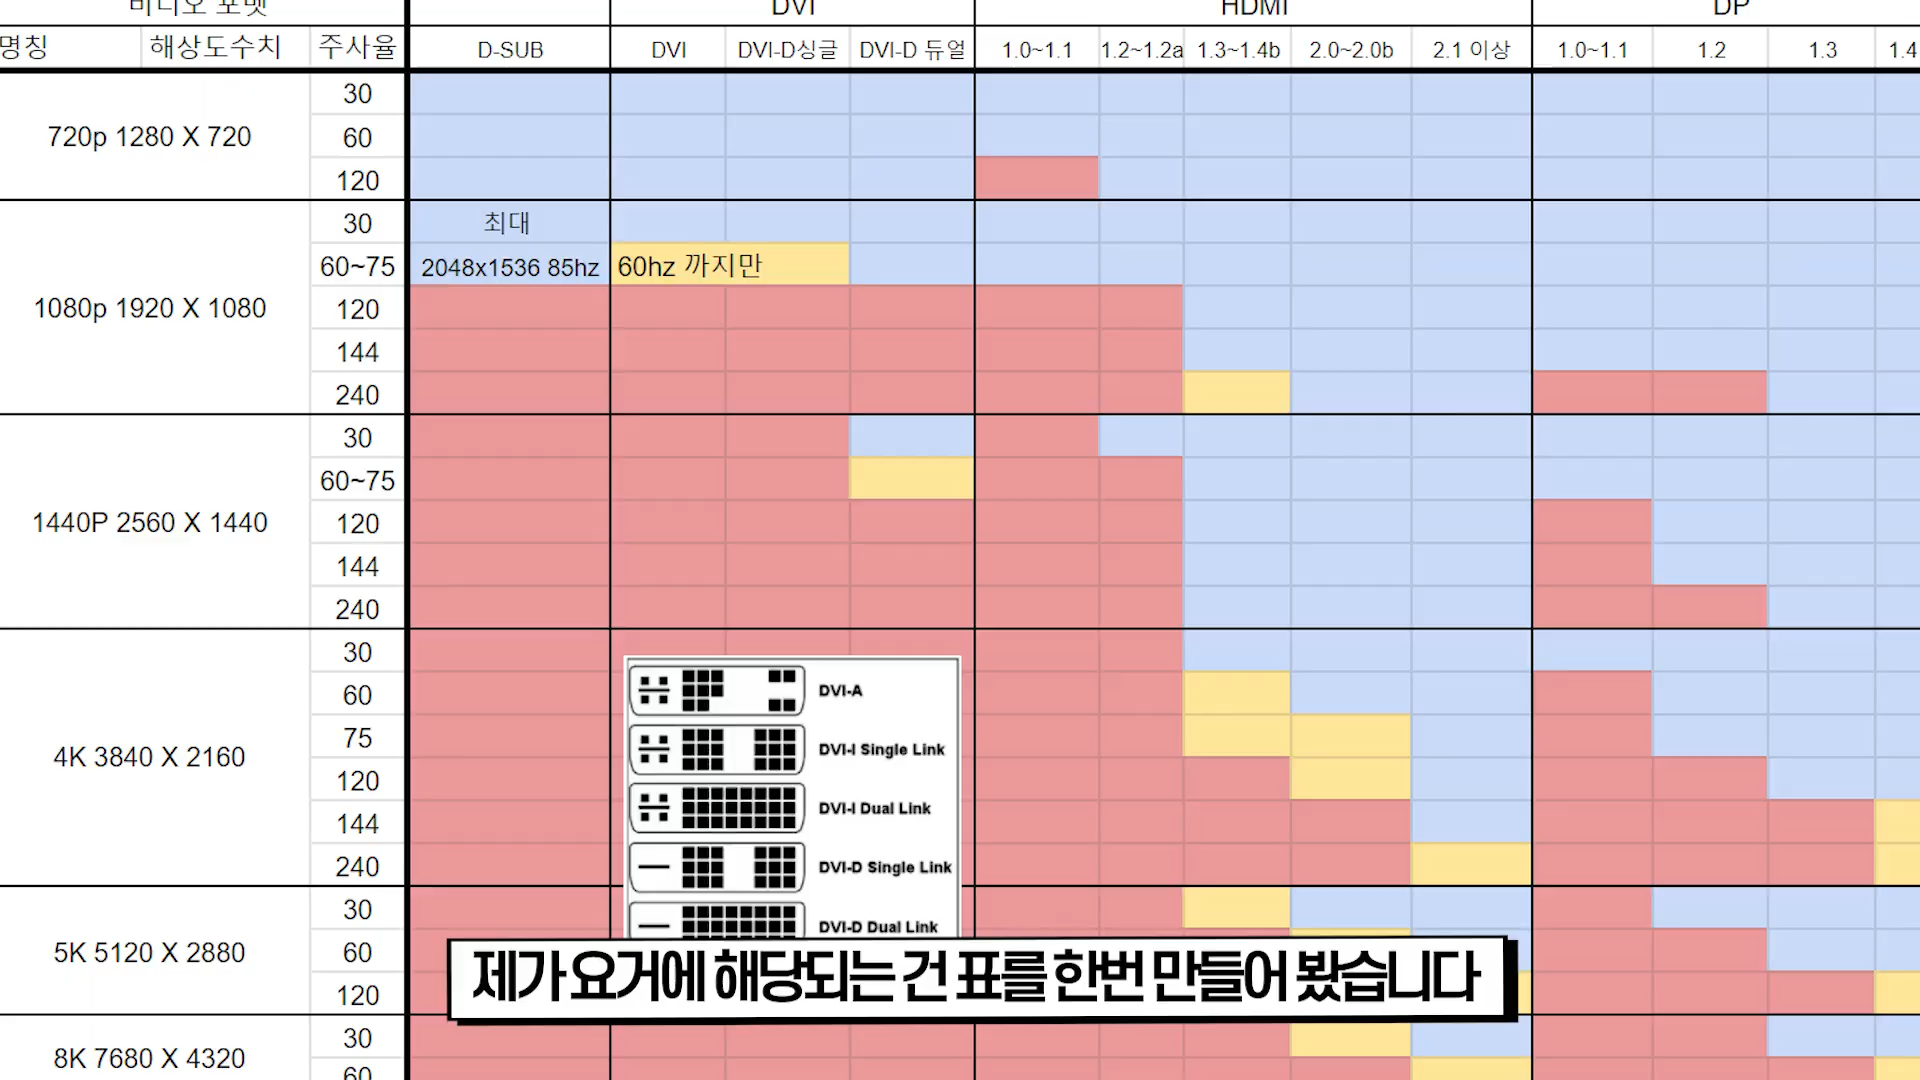 비디오 포맷 DVI HDMI DP
명칭 해상도수치 주사율 D-SUB DVI DVI-D싱글 DVI-D 듀얼 1.0~1.1 1.2~1.2a 1.3~1.4b 2.0~2.0b 2.1 이상 1.0~1.1 1.2 1.3 1.4
30
720p 1280 X 720 60
120
30 최대
60~75 2048x1536 85hz 60hz 까지만
1080p 1920 X 1080 120
144
240
30
60~75
1440P 2560 X 1440 120
144
240
30
60
75
4K 3840 X 2160 120
144
240
DVI-A
DVI-I Single Link
DVI-I Dual Link
DVI-D Single Link
DVI-D Dual Link
30
5K 5120 X 2880 60
120
30
8K 7680 X 4320 60
제가 요거에 해당되는 건 표를 한번 만들어 봤습니다